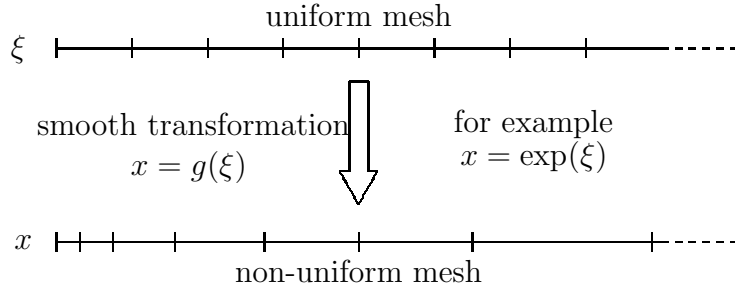 uniform mesh
ξ
smooth transformation
x = g(ξ)
for example
x = exp(ξ)
x
non-uniform mesh